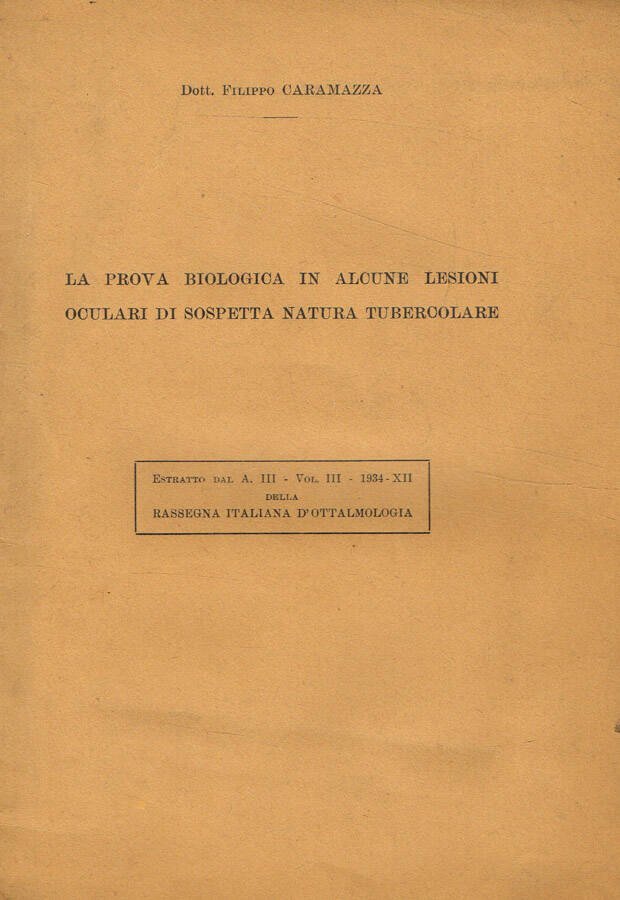 Dott. Filippo CARAMAZZA
LA PROVA BIOLOGICA IN ALCUNE LESIONI
OCULARI DI SOSPETTA NATURA TUBERCOLARE
Estratto dal A. III - Vol. III - 1934-XII
DELLA
RASSEGNA ITALIANA D'OTTALMOLOGIA